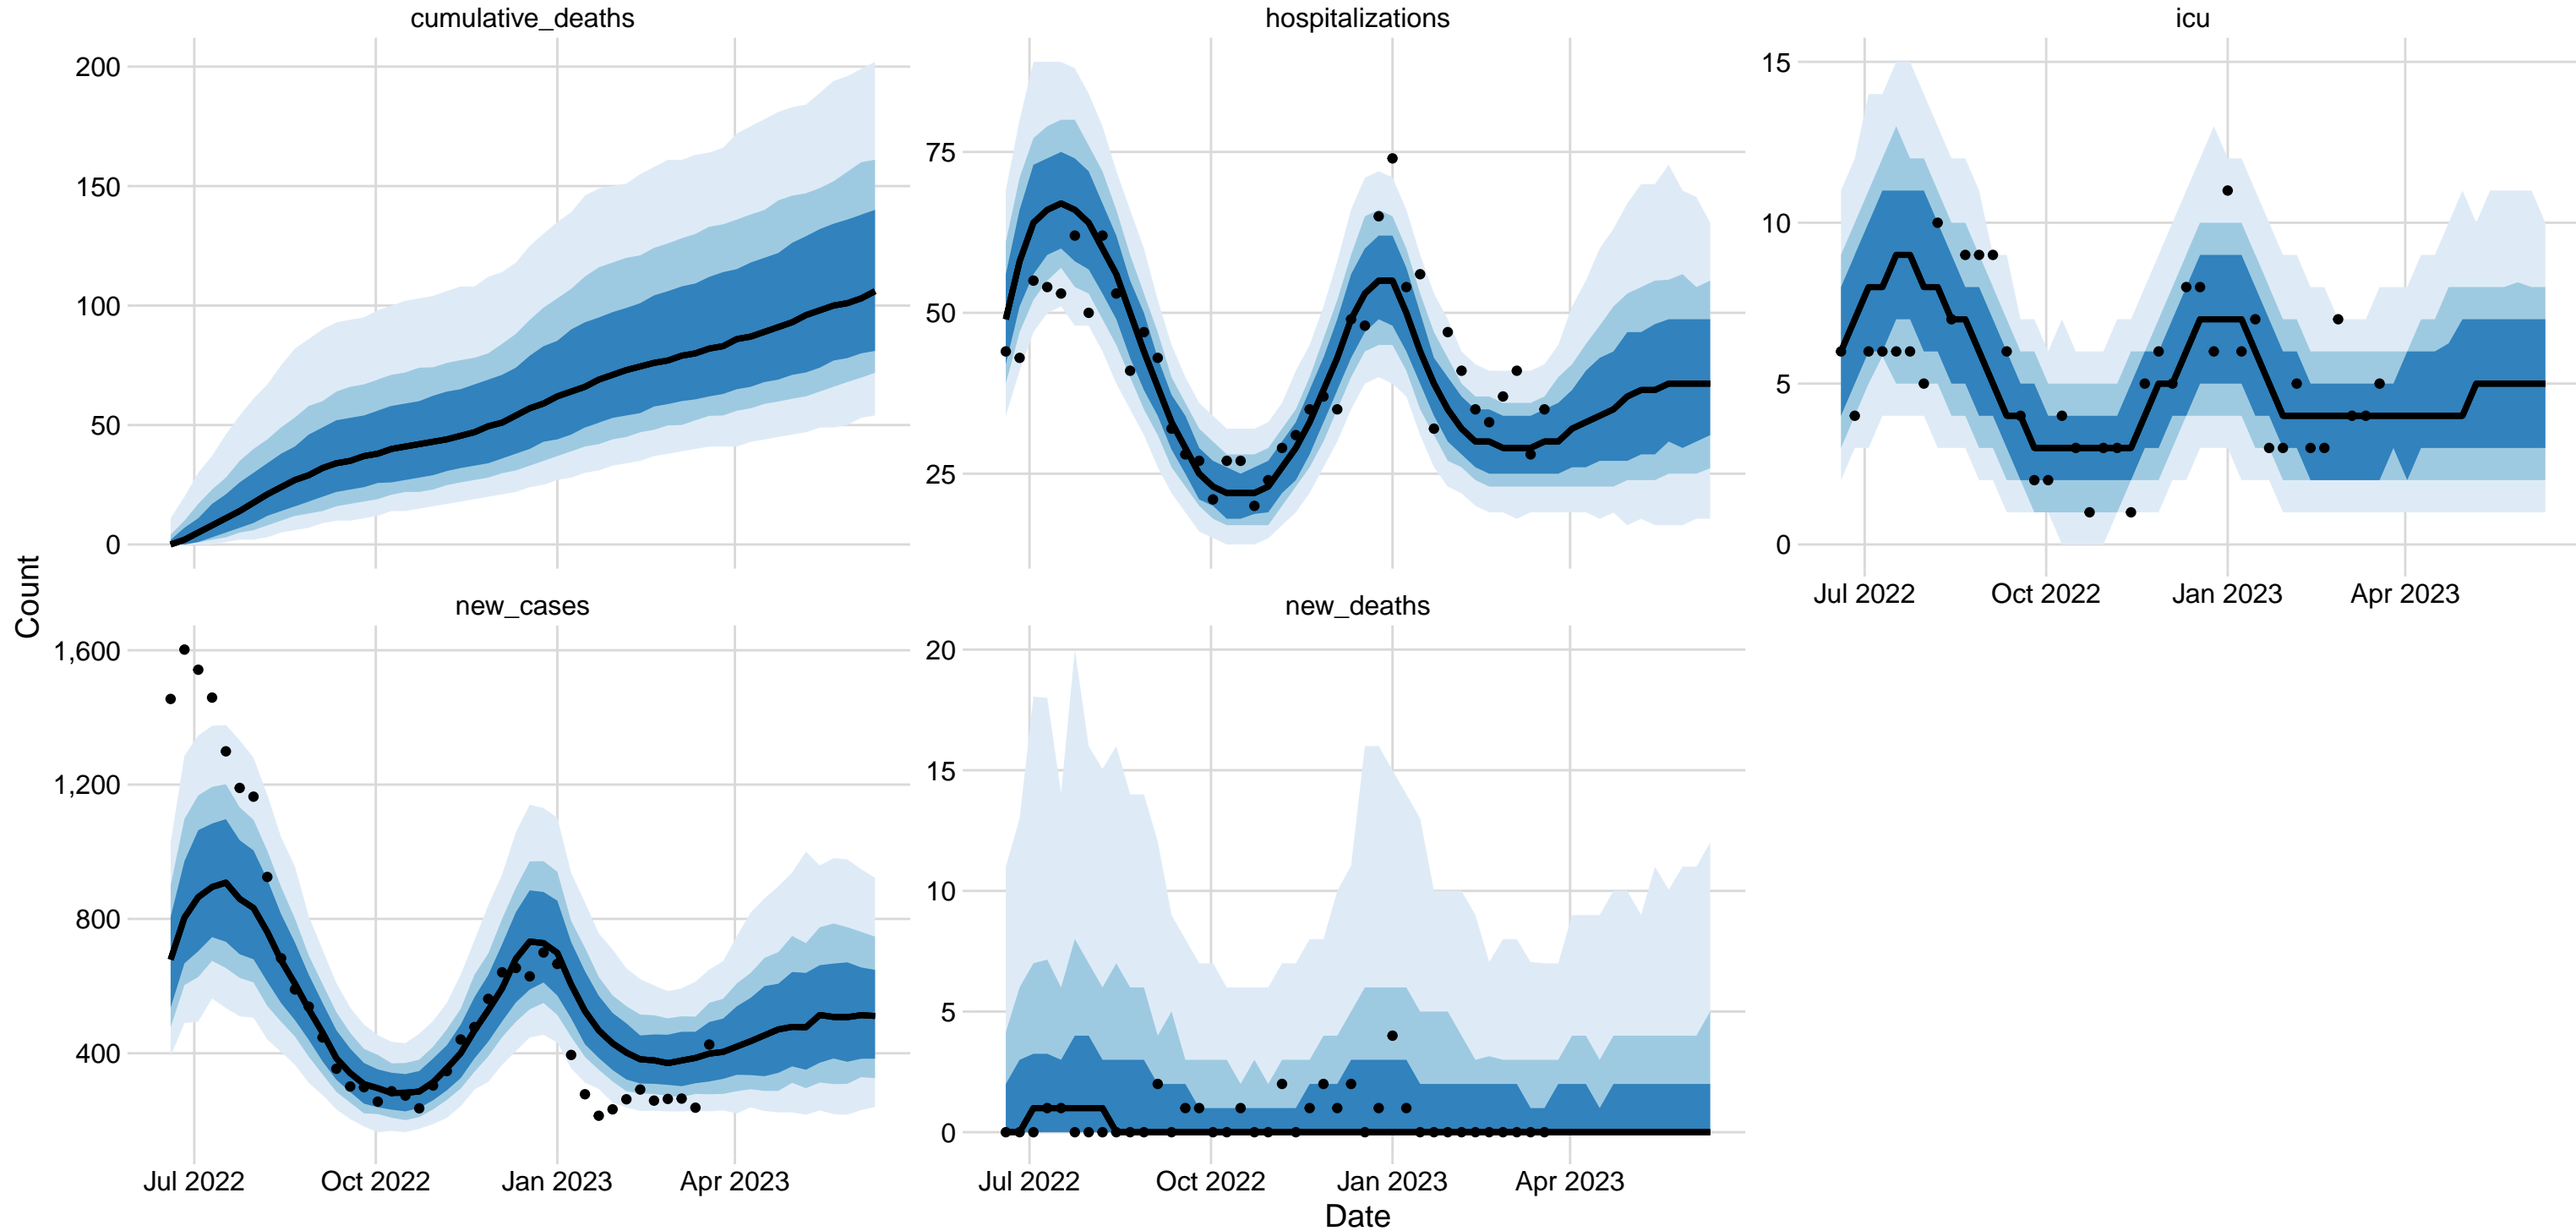 cumulative_deaths
hospitalizations
icu
200
150
100
50
0
75
50
25
15
10
5
0
Jul 2022 Oct 2022 Jan 2023 Apr 2023
Count
new_cases
new_deaths
1,600
1,200
800
400
20
15
10
5
0
Jul 2022 Oct 2022 Jan 2023 Apr 2023
Jul 2022 Oct 2022 Jan 2023 Apr 2023
Date